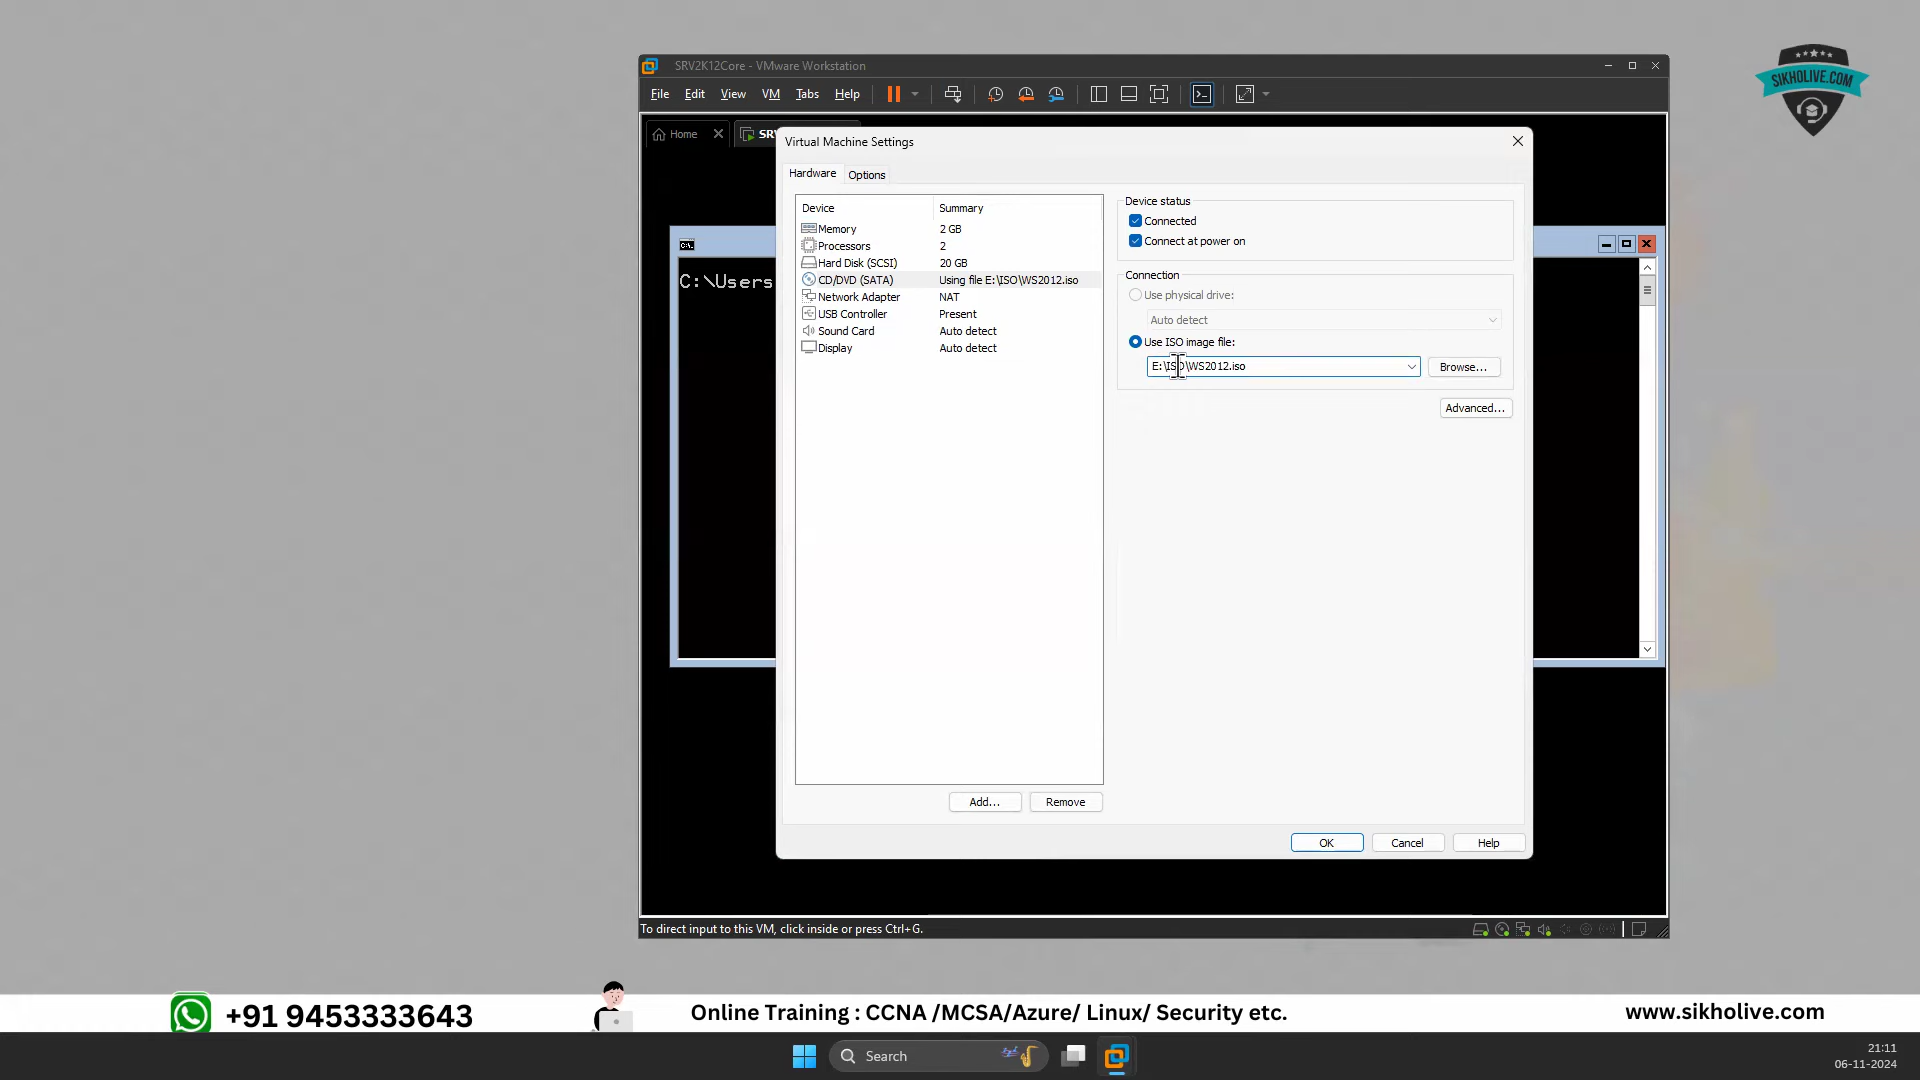 SRV2K12Core - VMware Workstation
File Edit View VM Tabs Help
SIKHOLIVE.COM
Home
Virtual Machine Settings
Hardware Options
Device Summary
Memory 2 GB
Processors 2
Hard Disk (SCSI) 20 GB
CD/DVD (SATA) Using file E:\ISO\WS2012.iso
Network Adapter NAT
USB Controller Present
Sound Card Auto detect
Display Auto detect
Device status
Connected
Connect at power on
Connection
Use physical drive:
Auto detect
Use ISO image file:
E:\ISO\WS2012.iso Browse...
Advanced...
C:\Users
Add... Remove
OK Cancel Help
To direct input to this VM, click inside or press Ctrl+G.
+91 9453333643
Online Training : CCNA /MCSA/Azure/ Linux/ Security etc.
www.sikholive.com
Search
21:11
06-11-2024